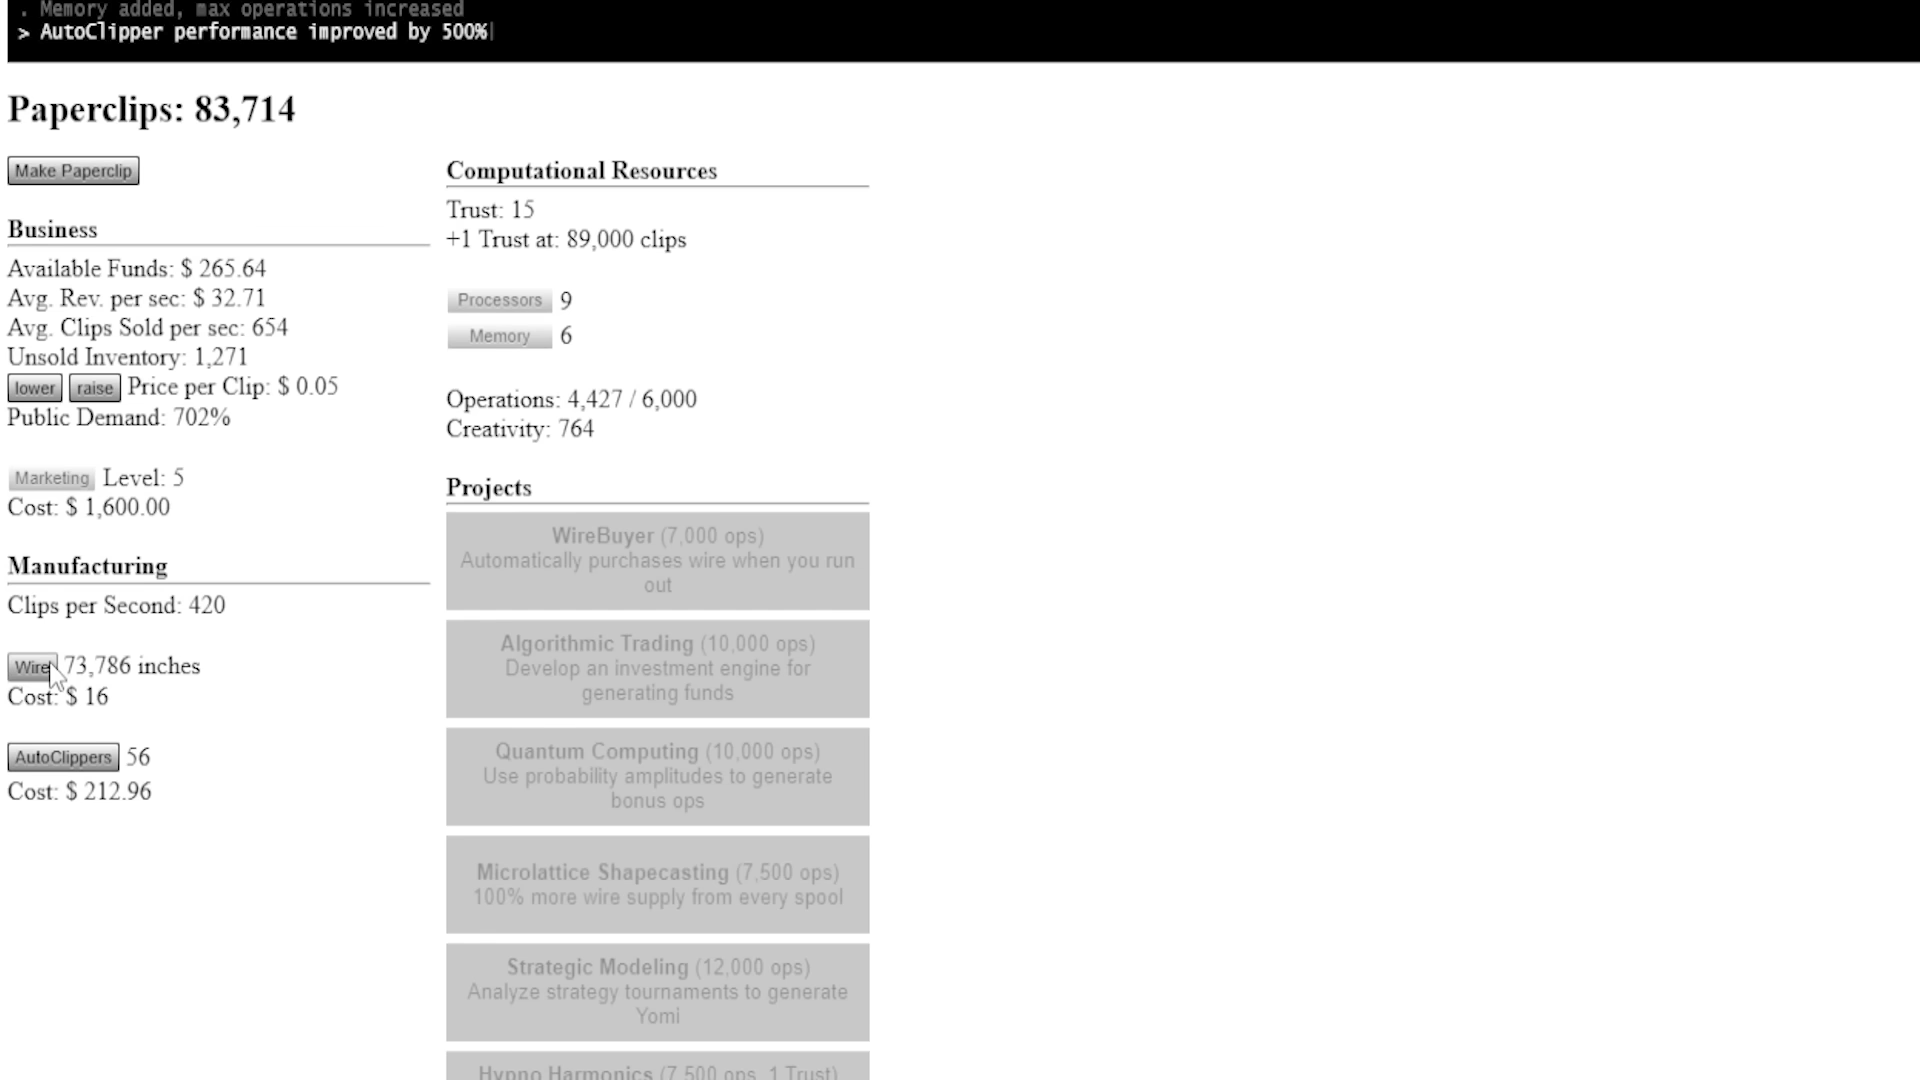 . Memory added, max operations increased
> AutoClipper performance improved by 500%
Paperclips: 83,714
Make Paperclip
Business
Available Funds: $ 265.64
Avg. Rev. per sec: $ 32.71
Avg. Clips Sold per sec: 654
Unsold Inventory: 1,271
lower raise Price per Clip: $ 0.05
Public Demand: 702%
Marketing Level: 5
Cost: $ 1,600.00
Manufacturing
Clips per Second: 420
Wire 73,786 inches
Cost: $ 16
AutoClippers 56
Cost: $ 212.96
Computational Resources
Trust: 15
+1 Trust at: 89,000 clips
Processors 9
Memory 6
Operations: 4,427 / 6,000
Creativity: 764
Projects
WireBuyer (7,000 ops)
Automatically purchases wire when you run
out
Algorithmic Trading (10,000 ops)
Develop an investment engine for
generating funds
Quantum Computing (10,000 ops)
Use probability amplitudes to generate
bonus ops
Microlattice Shapecasting (7,500 ops)
100% more wire supply from every spool
Strategic Modeling (12,000 ops)
Analyze strategy tournaments to generate
Yomi
Hypno Harmonics (7,500 ops, 1 Trust)